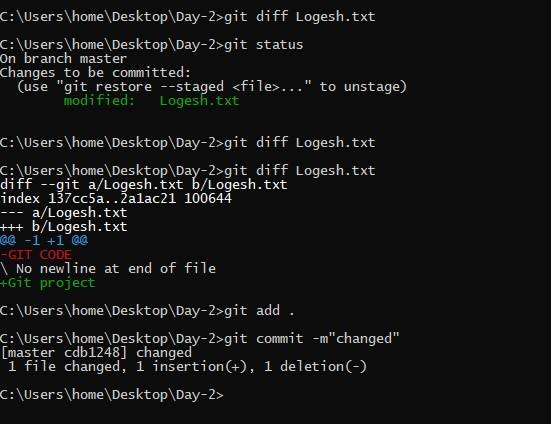 C:\Users\home\Desktop\Day-2>git diff Logesh.txt
C:\Users\home\Desktop\Day-2>git status
On branch master
Changes to be committed:
  (use "git restore --staged <file>..." to unstage)
        modified:   Logesh.txt
C:\Users\home\Desktop\Day-2>git diff Logesh.txt
C:\Users\home\Desktop\Day-2>git diff Logesh.txt
diff --git a/Logesh.txt b/Logesh.txt
index 137cc5a..2a1ac21 100644
--- a/Logesh.txt
+++ b/Logesh.txt
@@ -1 +1 @@
-GIT CODE
\ No newline at end of file
+Git project
C:\Users\home\Desktop\Day-2>git add .
C:\Users\home\Desktop\Day-2>git commit -m"changed"
[master cdb1248] changed
 1 file changed, 1 insertion(+), 1 deletion(-)
C:\Users\home\Desktop\Day-2>